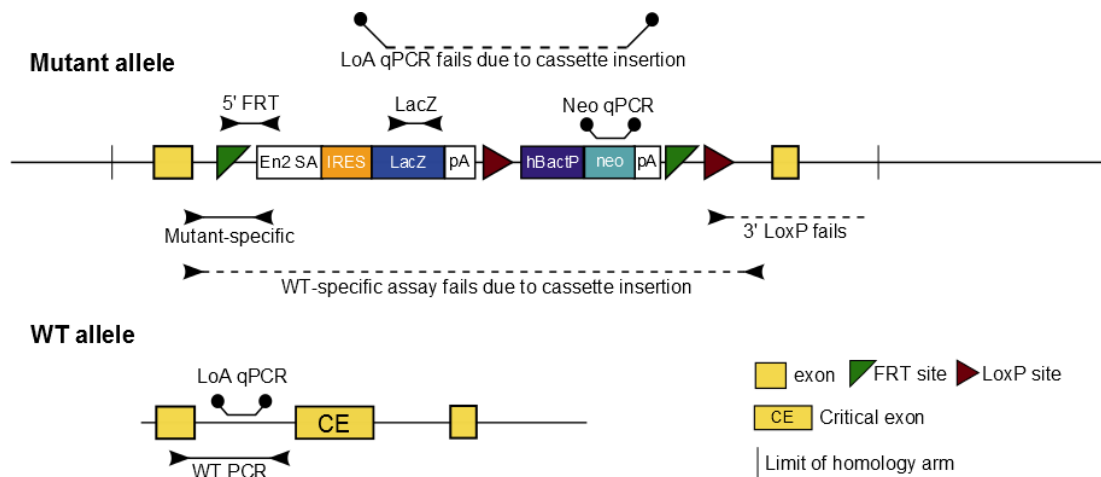 LoA qPCR fails due to cassette insertion
Mutant allele
5' FRT
LacZ
Neo qPCR
En2 SA IRES LacZ pA hBactP neo pA
Mutant-specific
3' LoxP fails
WT-specific assay fails due to cassette insertion
WT allele
LoA qPCR
CE
WT PCR
exon FRT site LoxP site
CE Critical exon
Limit of homology arm